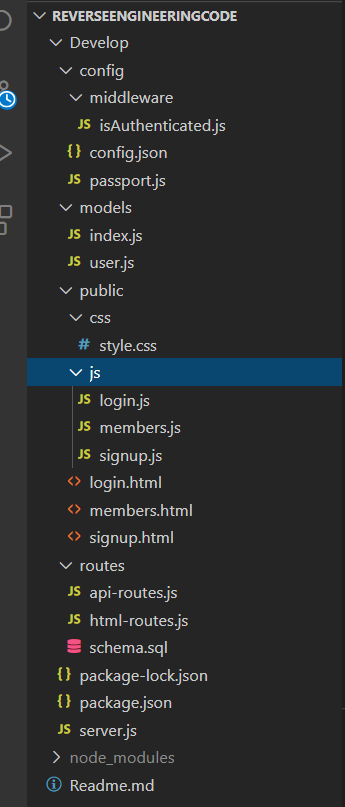 REVERSEENGINEERINGCODE
Develop
config
middleware
JS isAuthenticated.js
{} config.json
JS passport.js
models
JS index.js
JS user.js
public
css
# style.css
js
JS login.js
JS members.js
JS signup.js
<> login.html
<> members.html
<> signup.html
routes
JS api-routes.js
JS html-routes.js
schema.sql
{} package-lock.json
{} package.json
JS server.js
node_modules
Readme.md